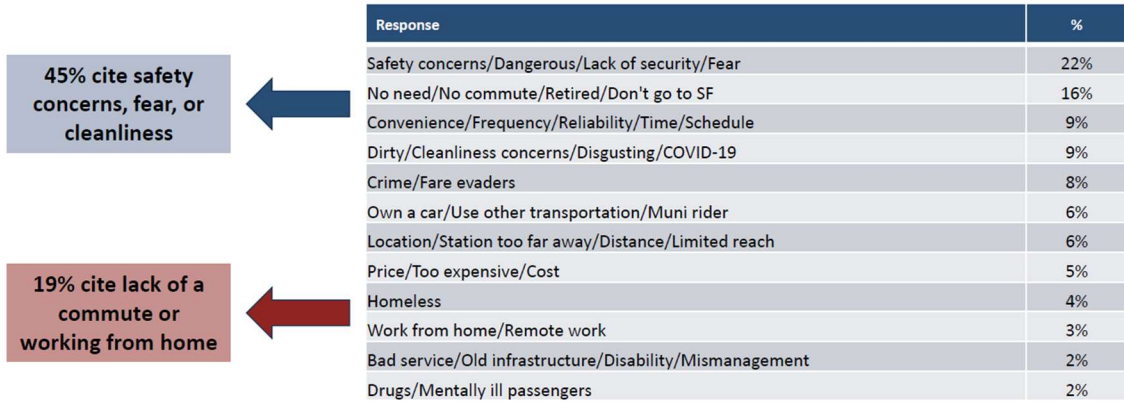 Response %
45% cite safety
concerns, fear, or
cleanliness
Safety concerns/Dangerous/Lack of security/Fear 22%
No need/No commute/Retired/Don't go to SF 16%
Convenience/Frequency/Reliability/Time/Schedule 9%
Dirty/Cleanliness concerns/Disgusting/COVID-19 9%
Crime/Fare evaders 8%
Own a car/Use other transportation/Muni rider 6%
Location/Station too far away/Distance/Limited reach 6%
19% cite lack of a
commute or
working from home
Price/Too expensive/Cost 5%
Homeless 4%
Work from home/Remote work 3%
Bad service/Old infrastructure/Disability/Mismanagement 2%
Drugs/Mentally ill passengers 2%